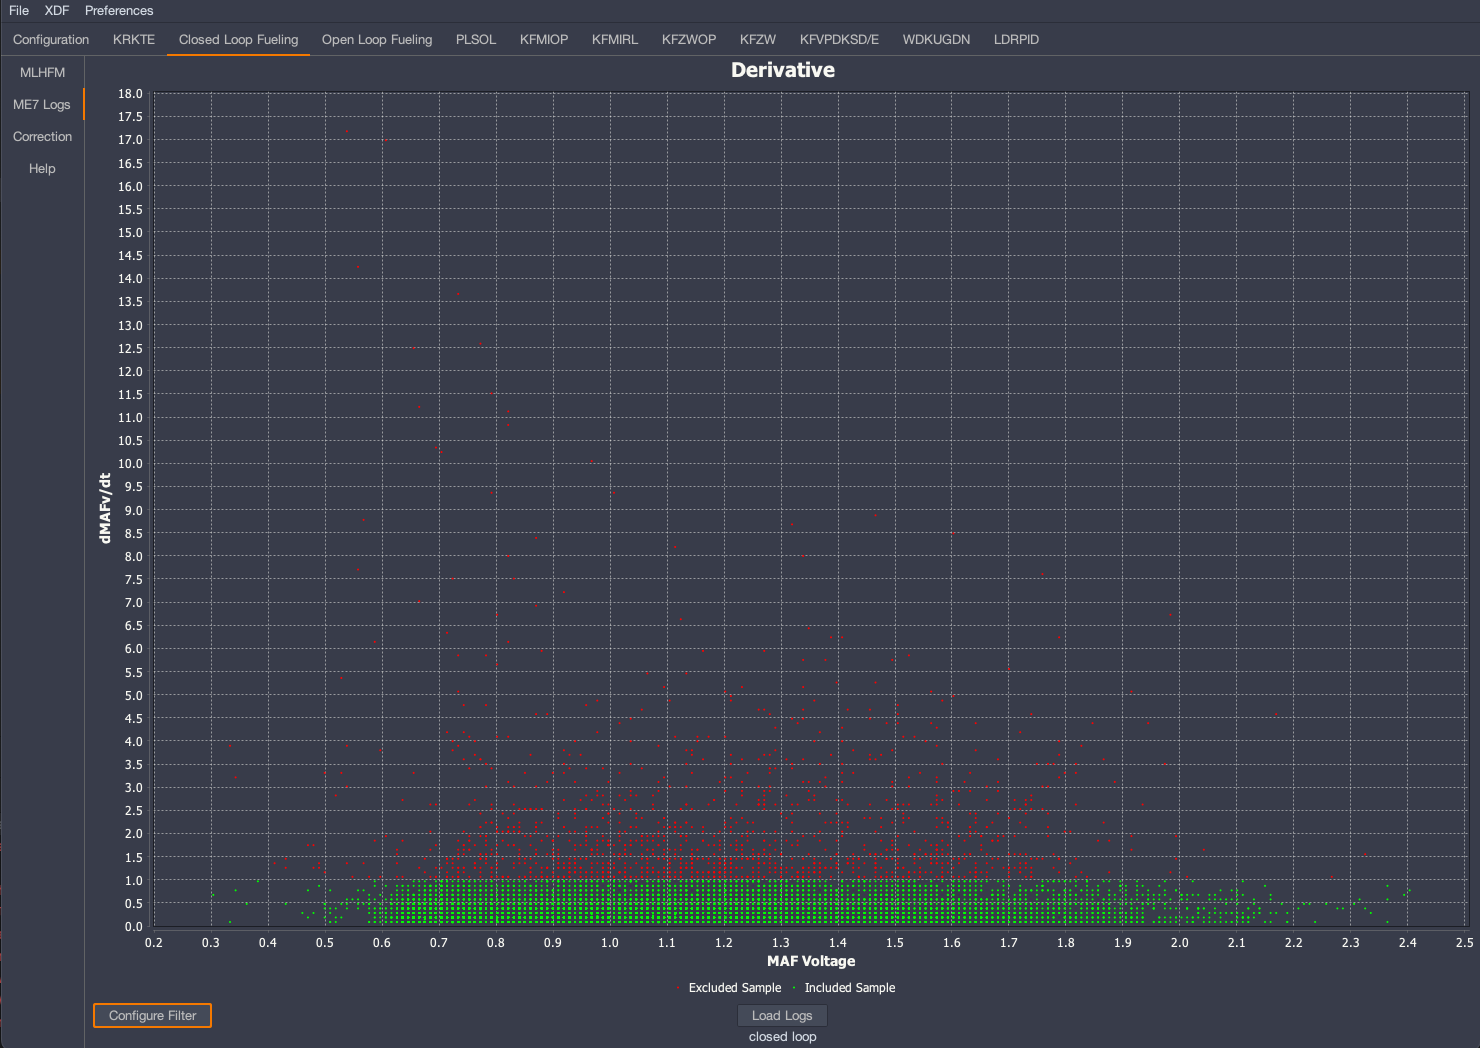 File XDF Preferences
Configuration KRKTE Closed Loop Fueling Open Loop Fueling PLSOL KFMIOP KFMIRL KFZWOP KFZW KFVPDKSD/E WDKUGDN LDRPID
MLHFM
ME7 Logs
Correction
Help
Derivative
18.0
17.5
17.0
16.5
16.0
15.5
15.0
14.5
14.0
13.5
13.0
12.5
12.0
11.5
11.0
10.5
10.0
9.5
9.0
8.5
8.0
7.5
7.0
6.5
6.0
5.5
5.0
4.5
4.0
3.5
3.0
2.5
2.0
1.5
1.0
0.5
0.0
dMAFv/dt
0.2 0.3 0.4 0.5 0.6 0.7 0.8 0.9 1.0 1.1 1.2 1.3 1.4 1.5 1.6 1.7 1.8 1.9 2.0 2.1 2.2 2.3 2.4 2.5
MAF Voltage
Excluded Sample Included Sample
Configure Filter
Load Logs
closed loop